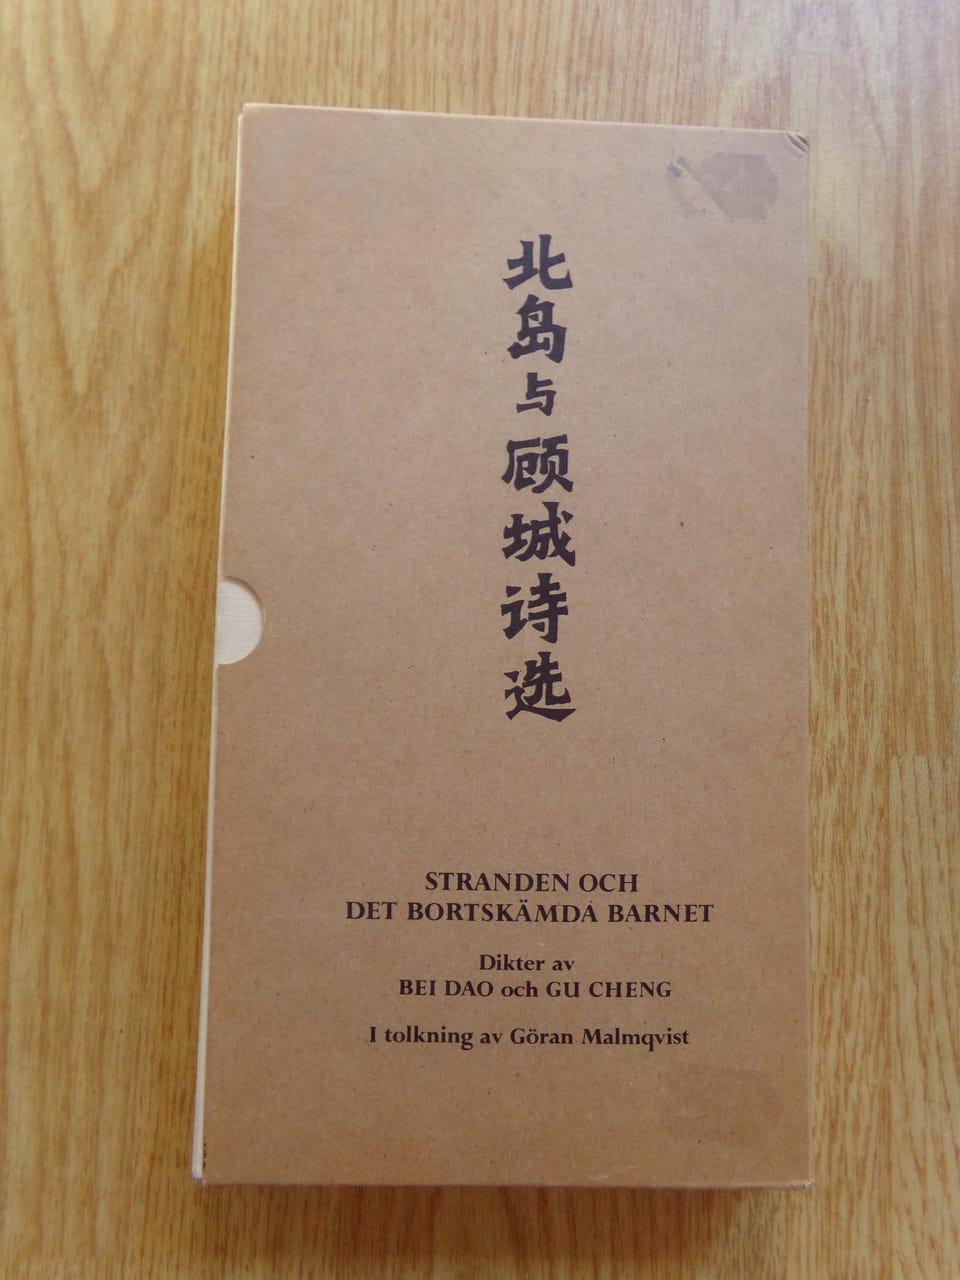 北岛与顾城诗选
STRANDEN OCH
DET BORTSKÄMDA BARNET
Dikter av
BEI DAO och GU CHENG
I tolkning av Göran Malmqvist